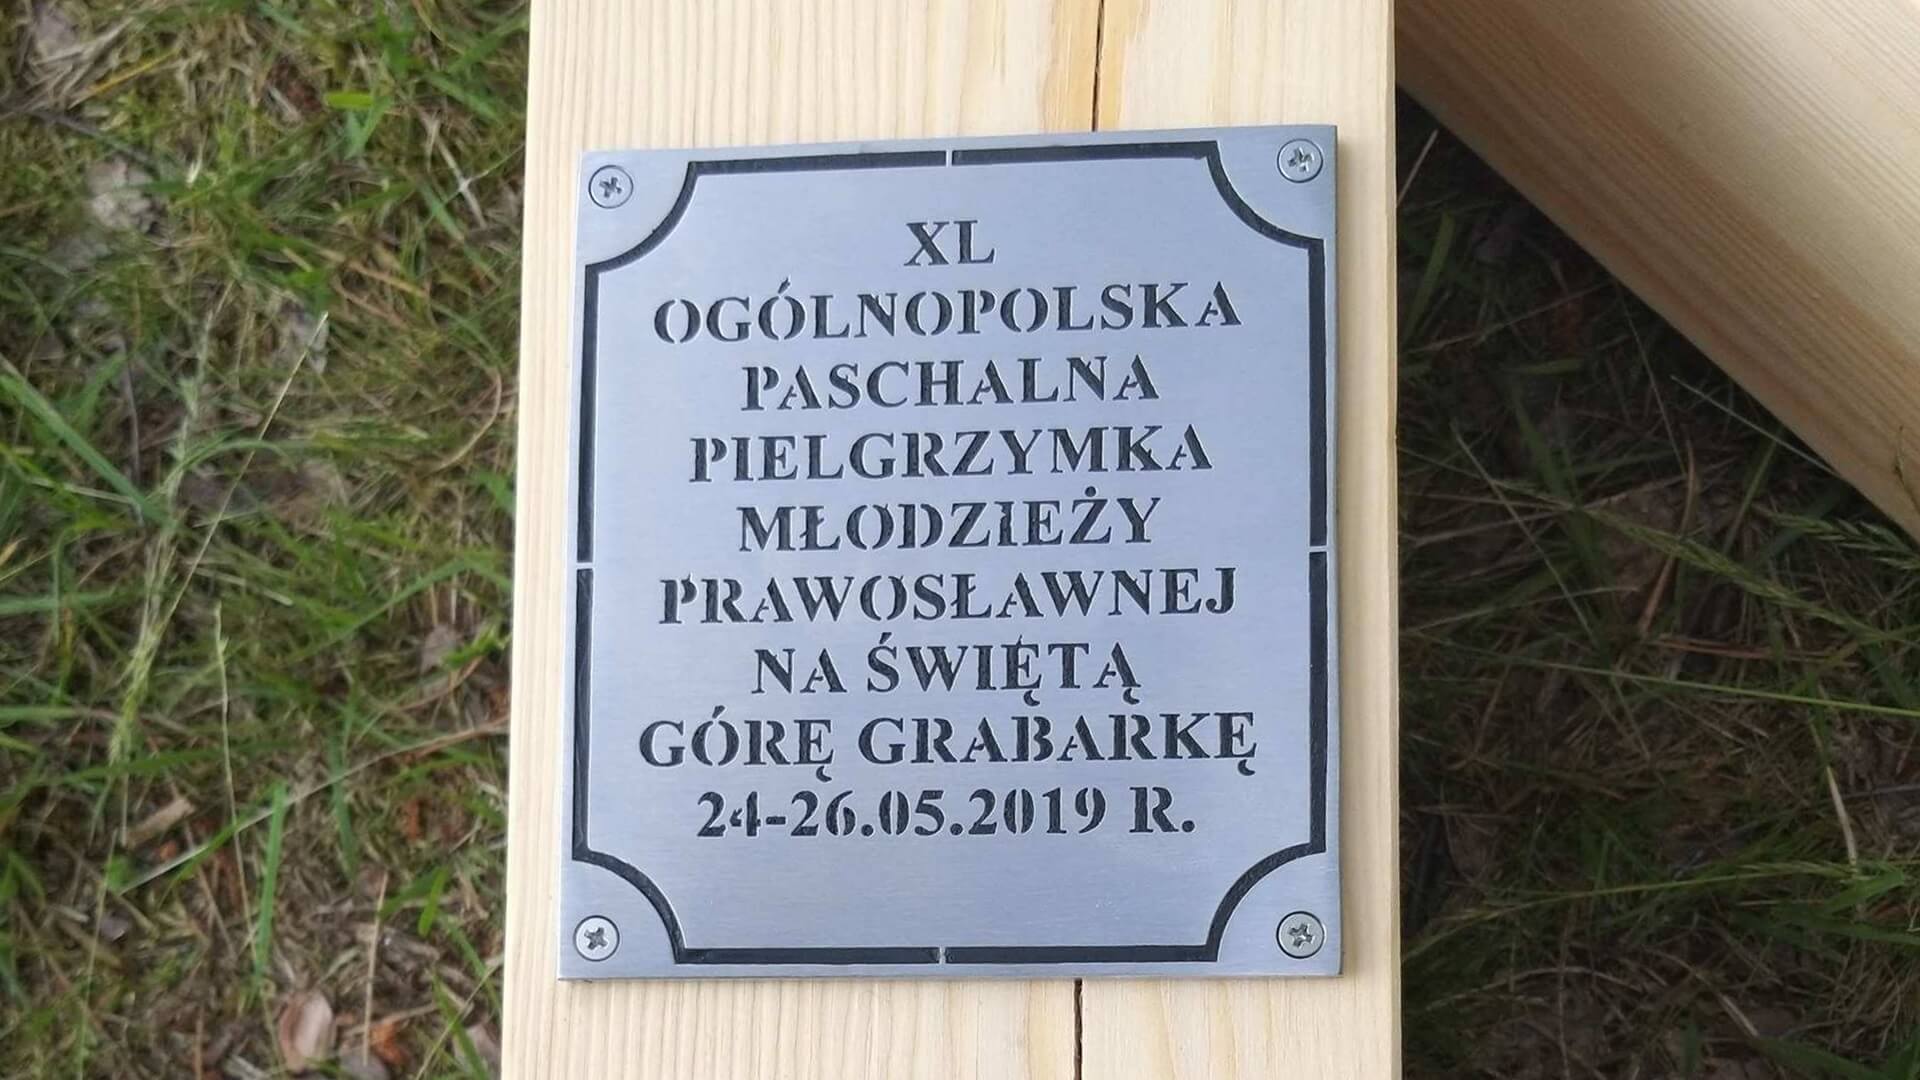 XL
OGÓLNOPOLSKA
PASCHALNA
PIELGRZYMKA
MŁODZIEŻY
PRAWOSŁAWNEJ
NA ŚWIĘTĄ
GÓRĘ GRABARKĘ
24-26.05.2019 R.